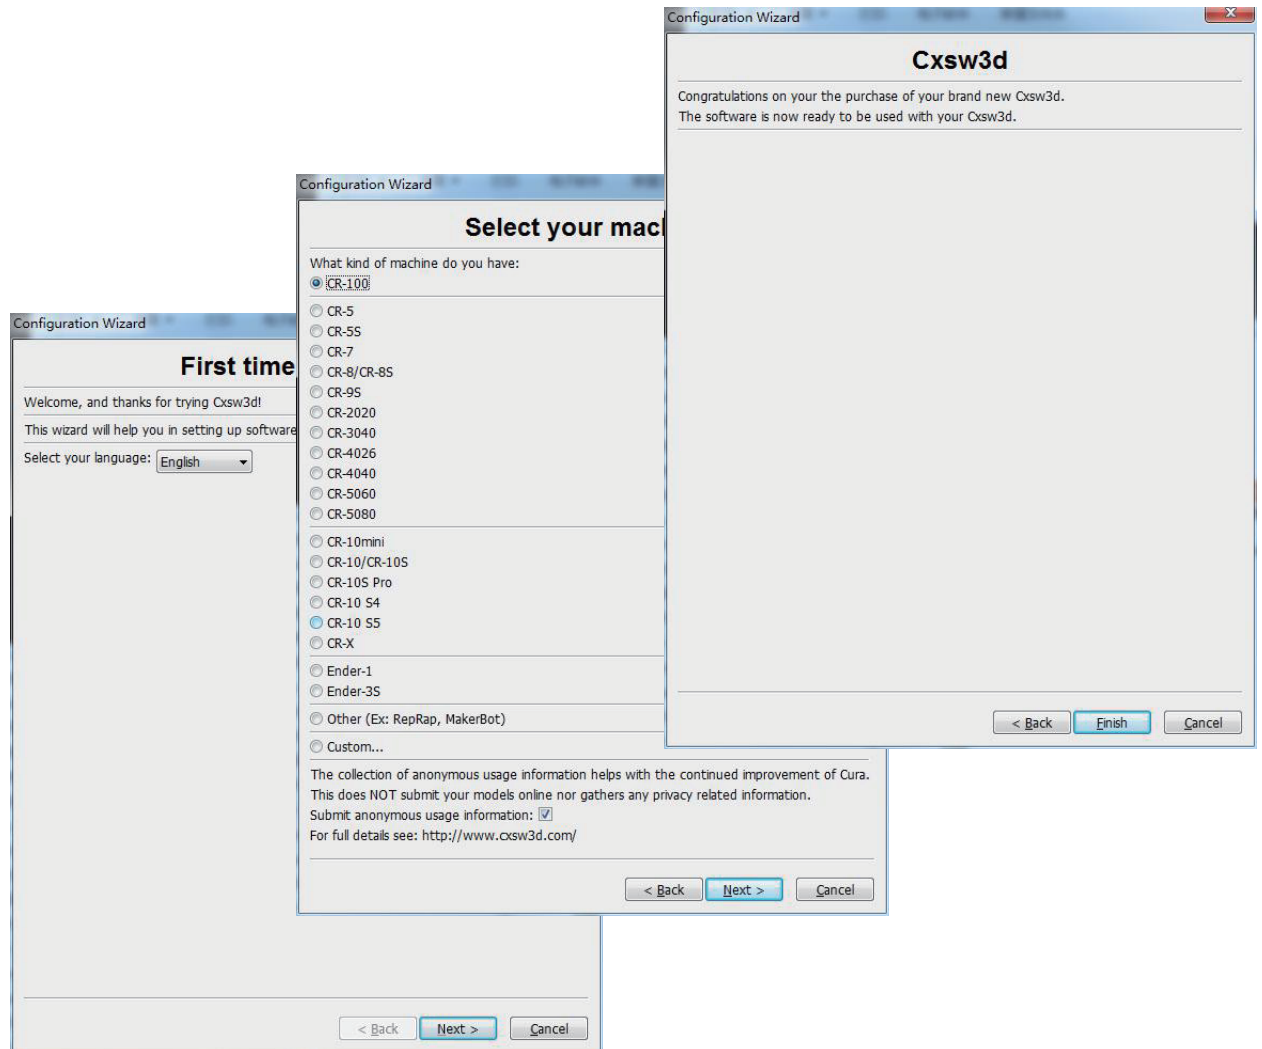 Configuration Wizard
First time
Welcome, and thanks for trying Cxsw3d!
This wizard will help you in setting up software
Select your language: English
< Back Next > Cancel
Configuration Wizard
Select your mac
What kind of machine do you have:
CR-100
CR-5
CR-5S
CR-7
CR-8/CR-8S
CR-9S
CR-2020
CR-3040
CR-4026
CR-4040
CR-5060
CR-5080
CR-10mini
CR-10/CR-10S
CR-10S Pro
CR-10 S4
CR-10 S5
CR-X
Ender-1
Ender-3S
Other (Ex: RepRap, MakerBot)
Custom...
The collection of anonymous usage information helps with the continued improvement of Cura.
This does NOT submit your models online nor gathers any privacy related information.
Submit anonymous usage information:
For full details see: http://www.cxsw3d.com/
< Back Next > Cancel
Configuration Wizard
Cxsw3d
Congratulations on your the purchase of your brand new Cxsw3d.
The software is now ready to be used with your Cxsw3d.
< Back Finish Cancel